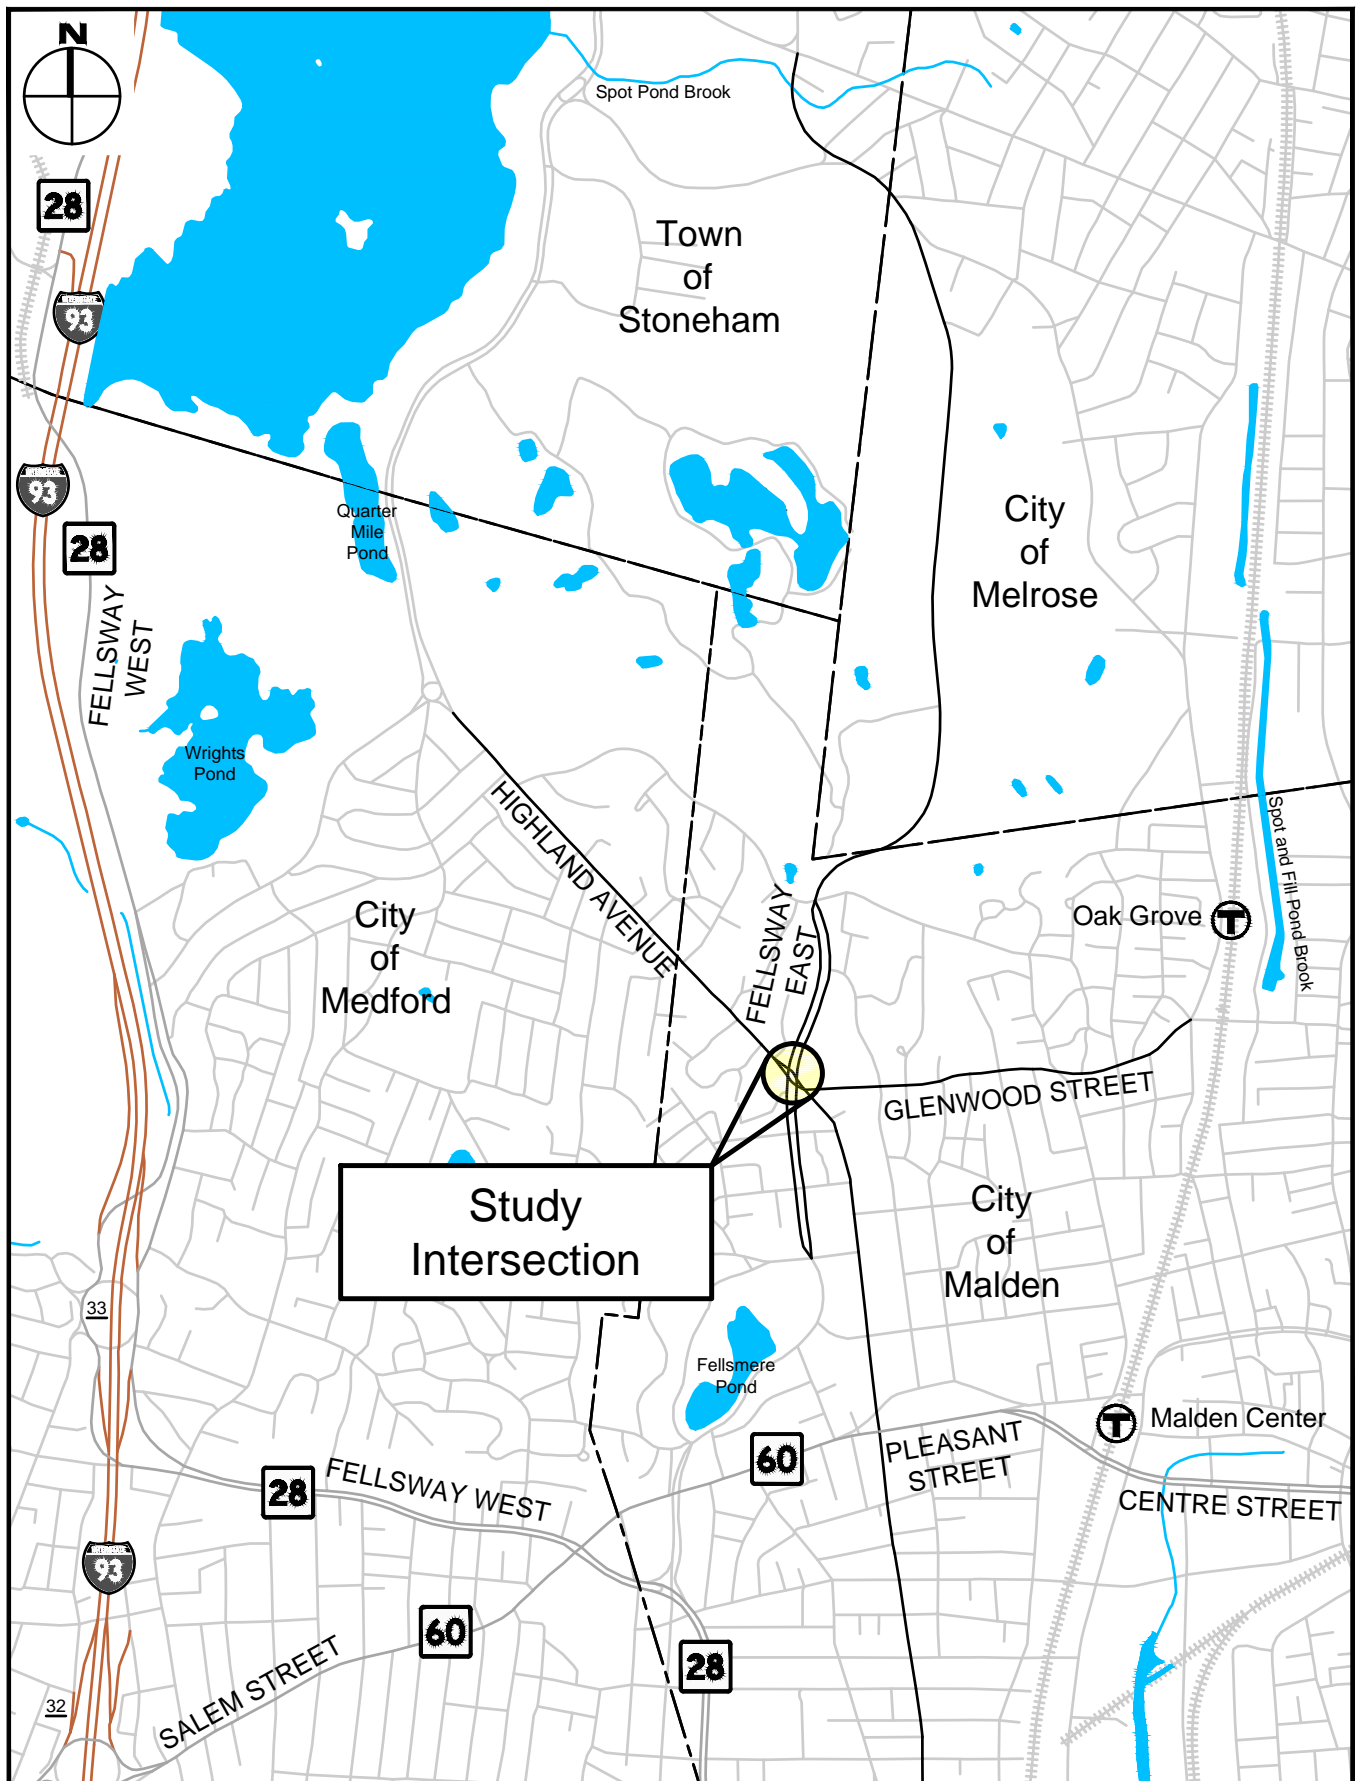 N
Spot Pond Brook
28
Town
of
Stoneham
INTERSTATE
93
INTERSTATE
93
28
Quarter
Mile
Pond
City
of
Melrose
FELLSWAY
WEST
Wrights
Pond
HIGHLAND AVENUE
Spot and Fill Pond Brook
FELLSWAY
EAST
City
of
Medford
Oak Grove
T
GLENWOOD STREET
Study
Intersection
City
of
Malden
33
Fellsmere
Pond
T
Malden Center
PLEASANT
STREET
60
28
FELLSWAY WEST
CENTRE STREET
INTERSTATE
93
60
28
SALEM STREET
32